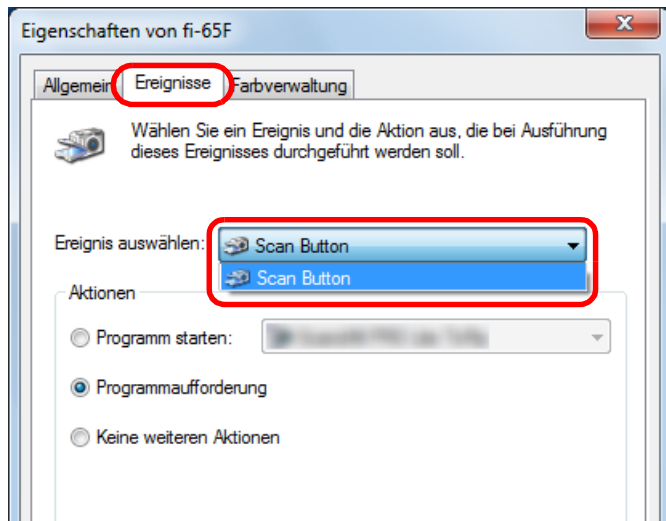 Eigenschaften von fi-65F
Allgemein Ereignisse Farbverwaltung
Wählen Sie ein Ereignis und die Aktion aus, die bei Ausführung
dieses Ereignisses durchgeführt werden soll.
Ereignis auswählen: Scan Button
Scan Button
Aktionen
Programm starten:
Programmaufforderung
Keine weiteren Aktionen